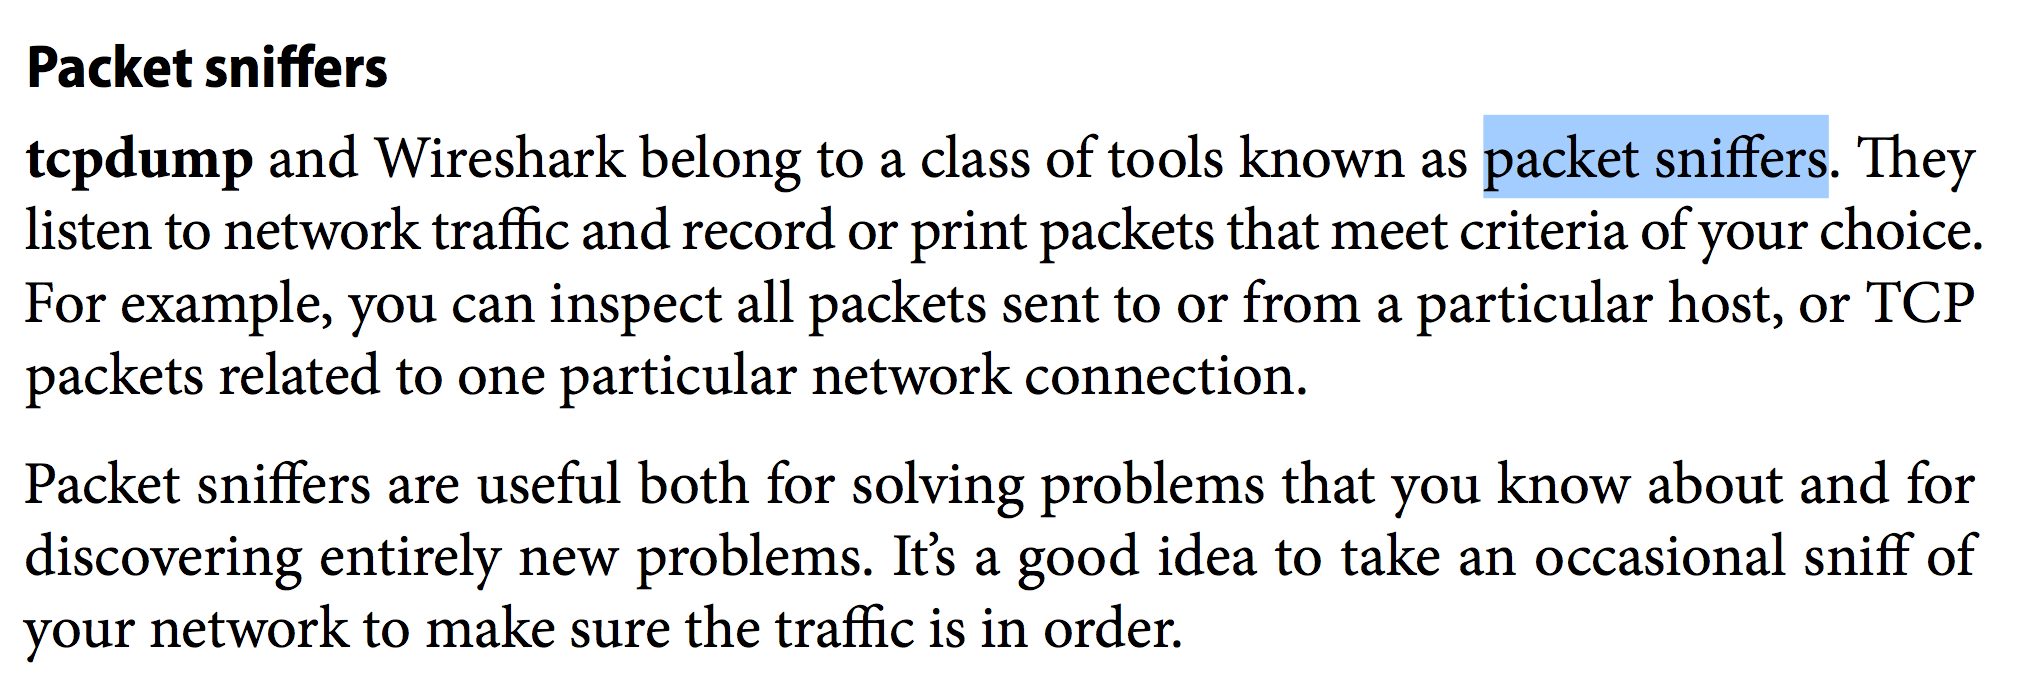 Packet sniffers
tcpdump and Wireshark belong to a class of tools known as packet sniffers. They
listen to network traffic and record or print packets that meet criteria of your choice.
For example, you can inspect all packets sent to or from a particular host, or TCP
packets related to one particular network connection.
Packet sniffers are useful both for solving problems that you know about and for
discovering entirely new problems. It’s a good idea to take an occasional sniff of
your network to make sure the traffic is in order.